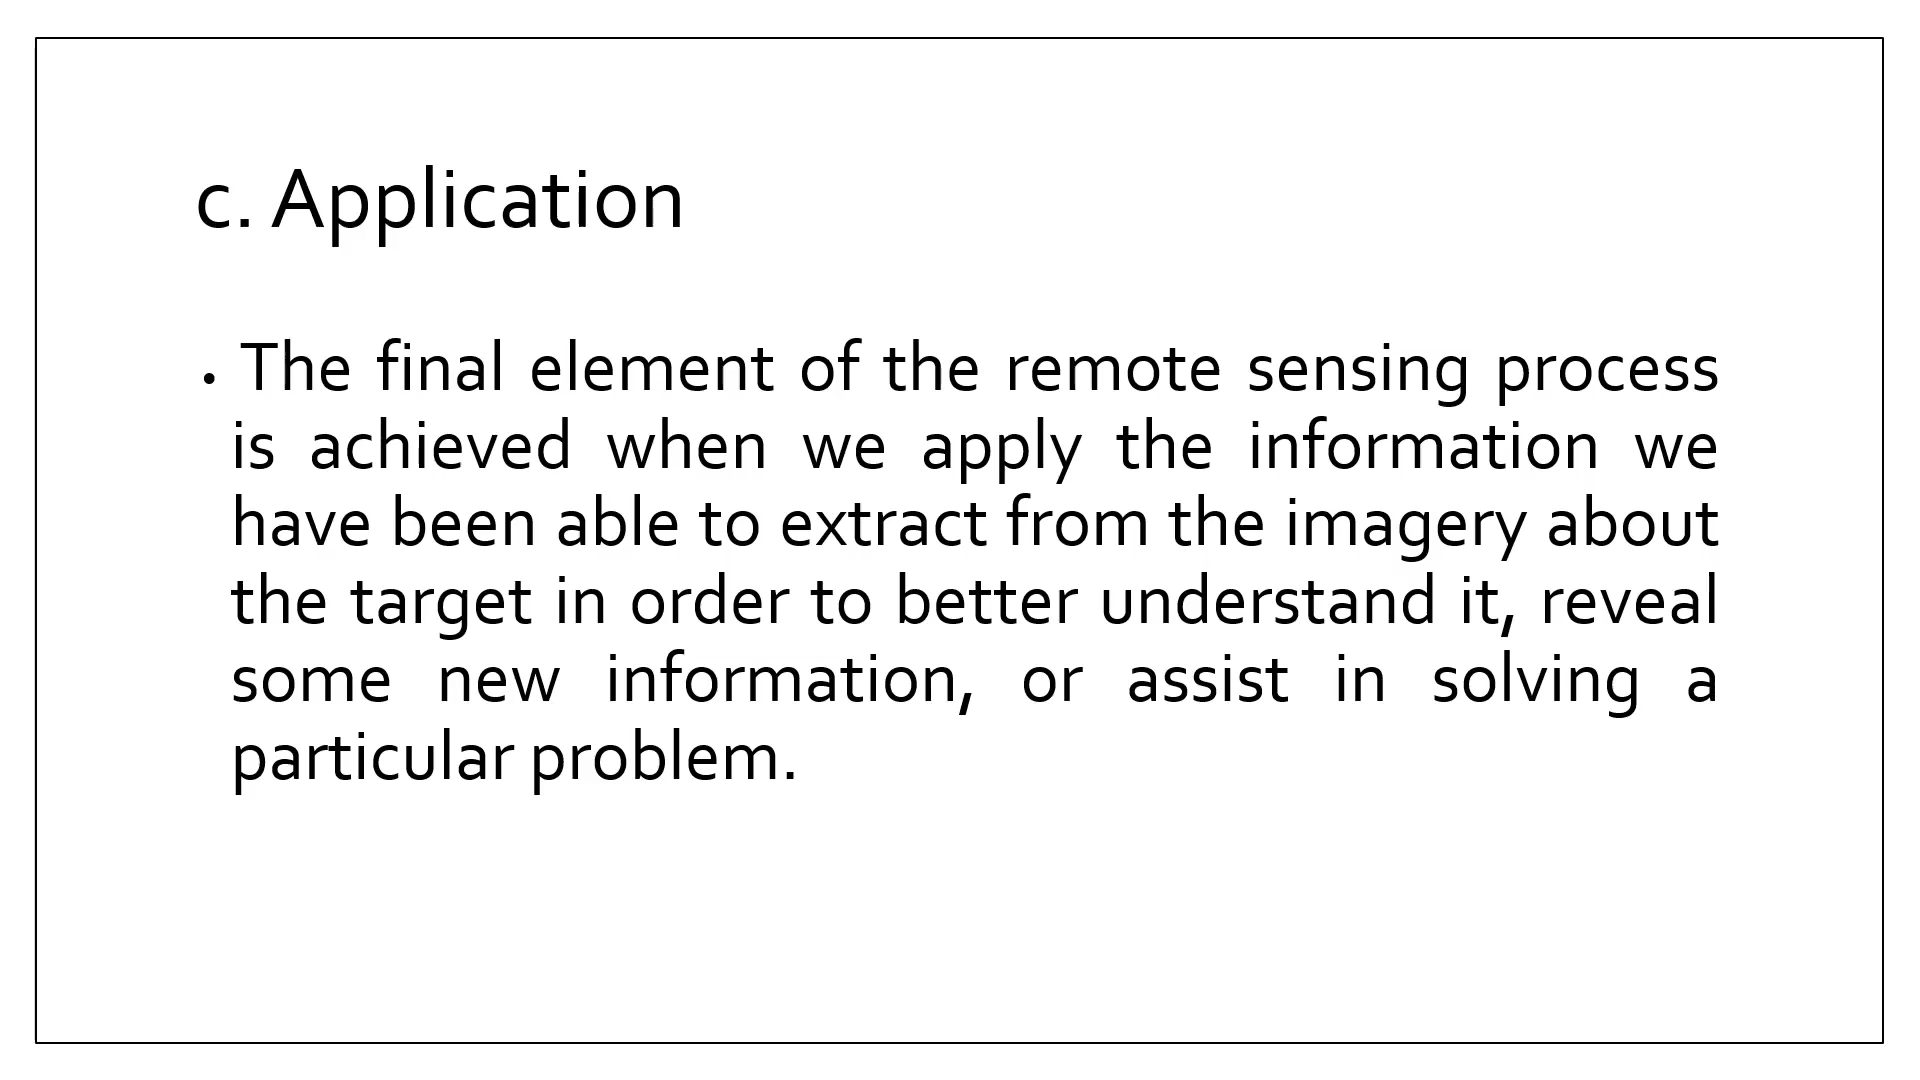 c. Application
• The final element of the remote sensing process
is achieved when we apply the information we
have been able to extract from the imagery about
the target in order to better understand it, reveal
some new information, or assist in solving a
particular problem.